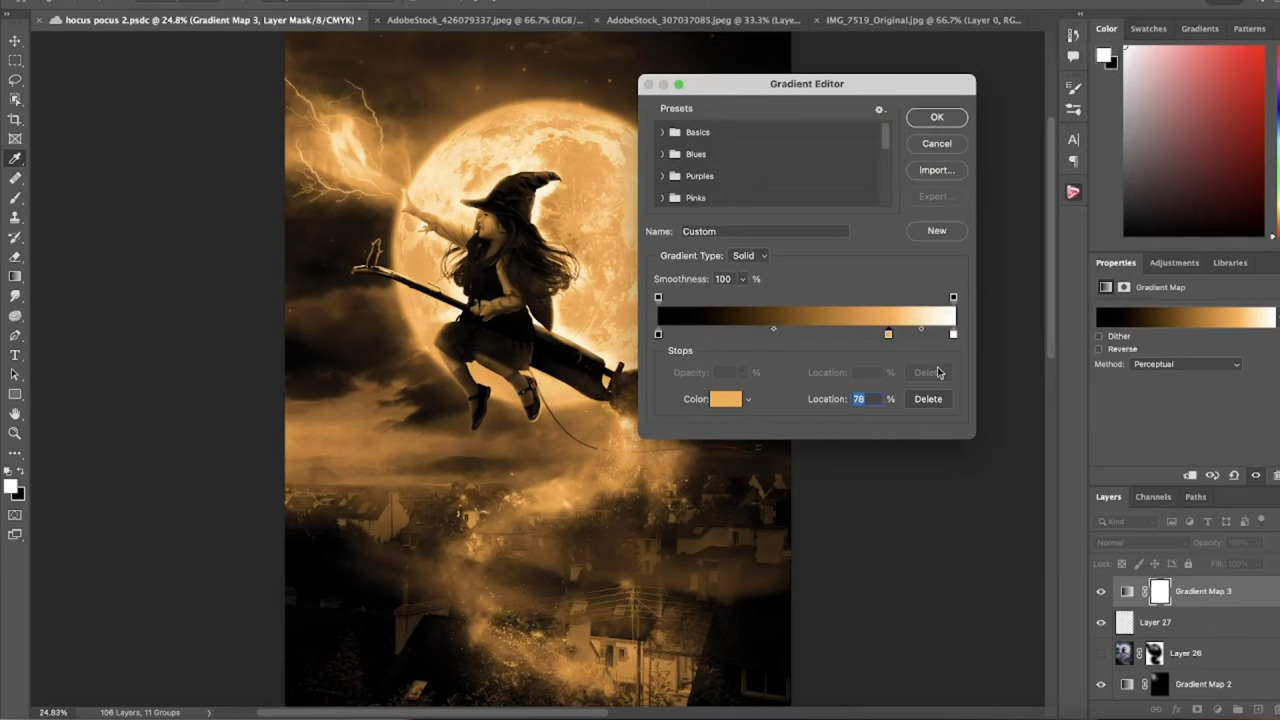 hocus pocus 2.psdc @ 24.8% (Gradient Map 3, Layer Mask/8/CMYK) *
AdobeStock_426079337.jpeg @ 66.7% (RGB/...
AdobeStock_307037085.jpeg @ 33.3% (Laye...
IMG_7519_Original.jpg @ 66.7% (Layer 0, RG...
Gradient Editor
Presets
Basics
Blues
Purples
Pinks
OK
Cancel
Import...
Export...
Name: Custom
New
Gradient Type: Solid
Smoothness: 100 %
Stops
Opacity: % Location: % Delete
Color: Location: 78 % Delete
Color Swatches Gradients Patterns
Properties Adjustments Libraries
Gradient Map
Dither
Reverse
Method: Perceptual
Layers Channels Paths
Kind
Normal Opacity: 100%
Lock: Fill: 100%
Gradient Map 3
Layer 27
Layer 26
Gradient Map 2
24.83% 106 Layers, 11 Groups